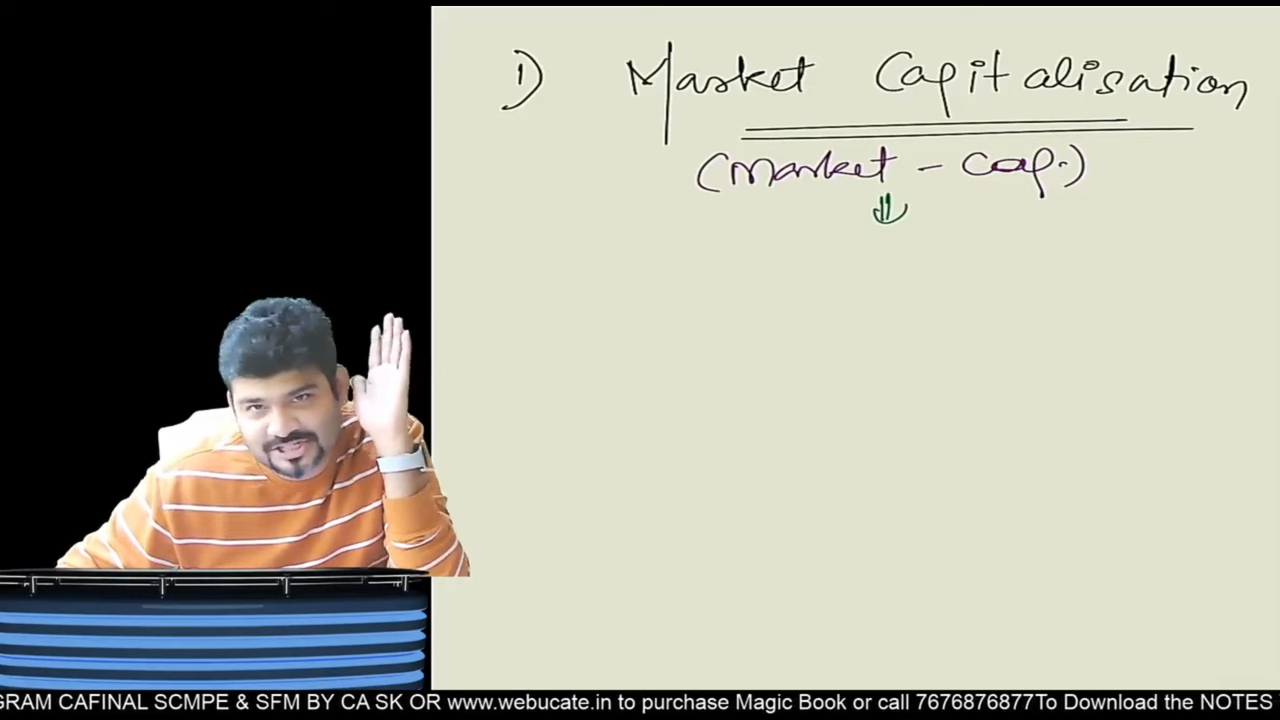 1) Market Capitalisation
(Market - Cap.)
GRAM CAFINAL SCMPE & SFM BY CA SK OR www.webucate.in to purchase Magic Book or call 7676876877To Download the NOTES